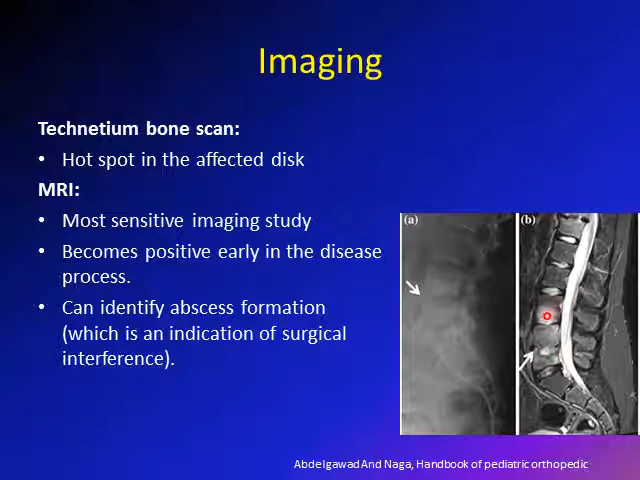 Imaging
Technetium bone scan:
• Hot spot in the affected disk
MRI:
• Most sensitive imaging study
• Becomes positive early in the disease
process.
• Can identify abscess formation
(which is an indication of surgical
interference).
(a)
(b)
Abdelgawad And Naga, Handbook of pediatric orthopedic